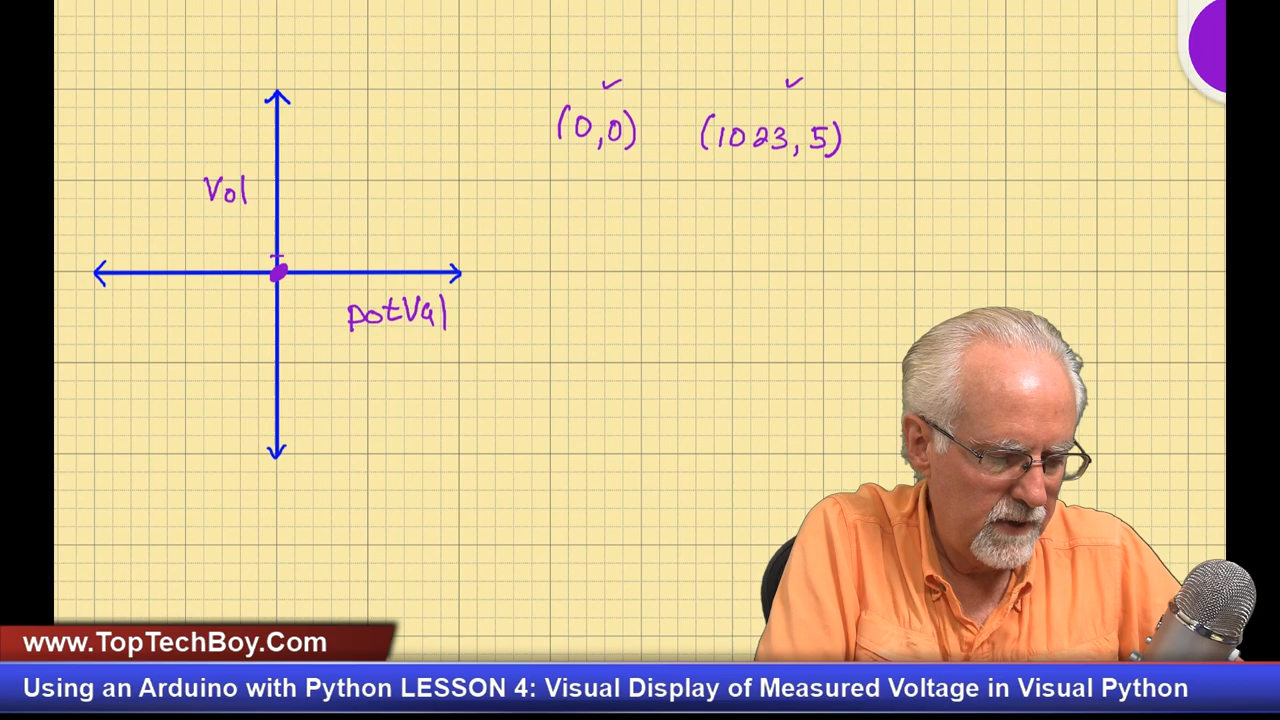 (0,0) (1023,5)
Vol
potVal
www.TopTechBoy.Com
Using an Arduino with Python LESSON 4: Visual Display of Measured Voltage in Visual Python